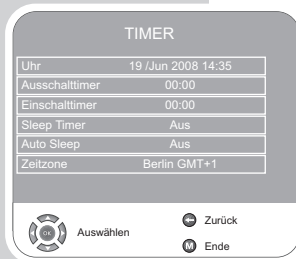 TIMER
Uhr 19 /Jun 2008 14:35
Ausschalttimer 00:00
Einschalttimer 00:00
Sleep Timer Aus
Auto Sleep Aus
Zeitzone Berlin GMT+1
OK Auswählen
Zurück
M Ende